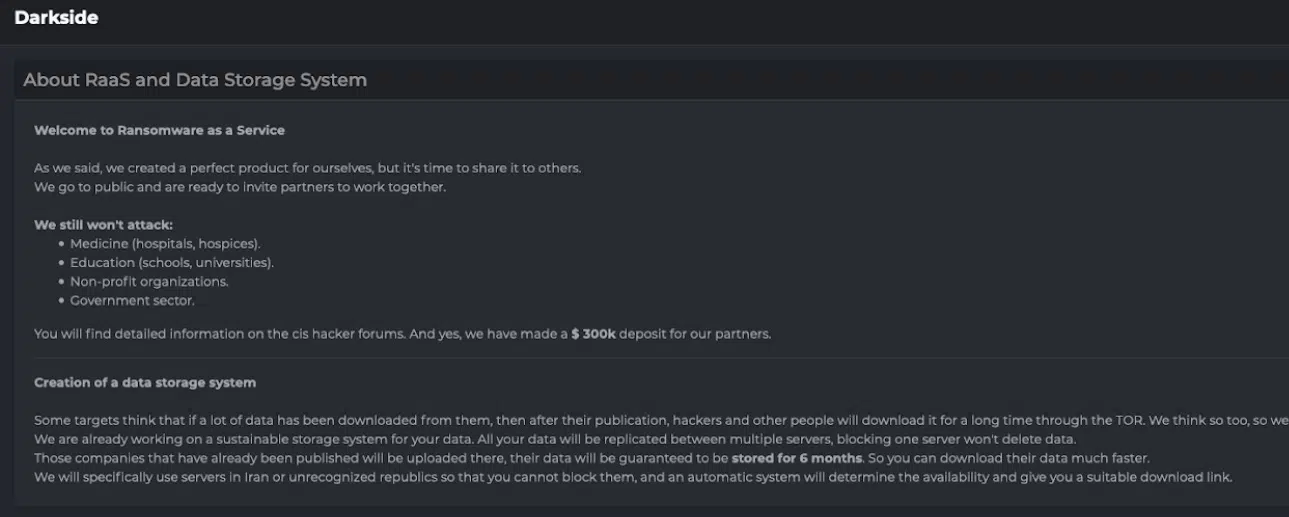 Darkside
About RaaS and Data Storage System
Welcome to Ransomware as a Service
As we said, we created a perfect product for ourselves, but it's time to share it to others.
We go to public and are ready to invite partners to work together.
We still won't attack:
• Medicine (hospitals, hospices).
• Education (schools, universities).
• Non-profit organizations.
• Government sector.
You will find detailed information on the cis hacker forums. And yes, we have made a $ 300k deposit for our partners.
Creation of a data storage system
Some targets think that if a lot of data has been downloaded from them, then after their publication, hackers and other people will download it for a long time through the TOR. We think so too, so we
We are already working on a sustainable storage system for your data. All your data will be replicated between multiple servers, blocking one server won't delete data.
Those companies that have already been published will be uploaded there, their data will be guaranteed to be stored for 6 months. So you can download their data much faster.
We will specifically use servers in Iran or unrecognized republics so that you cannot block them, and an automatic system will determine the availability and give you a suitable download link.